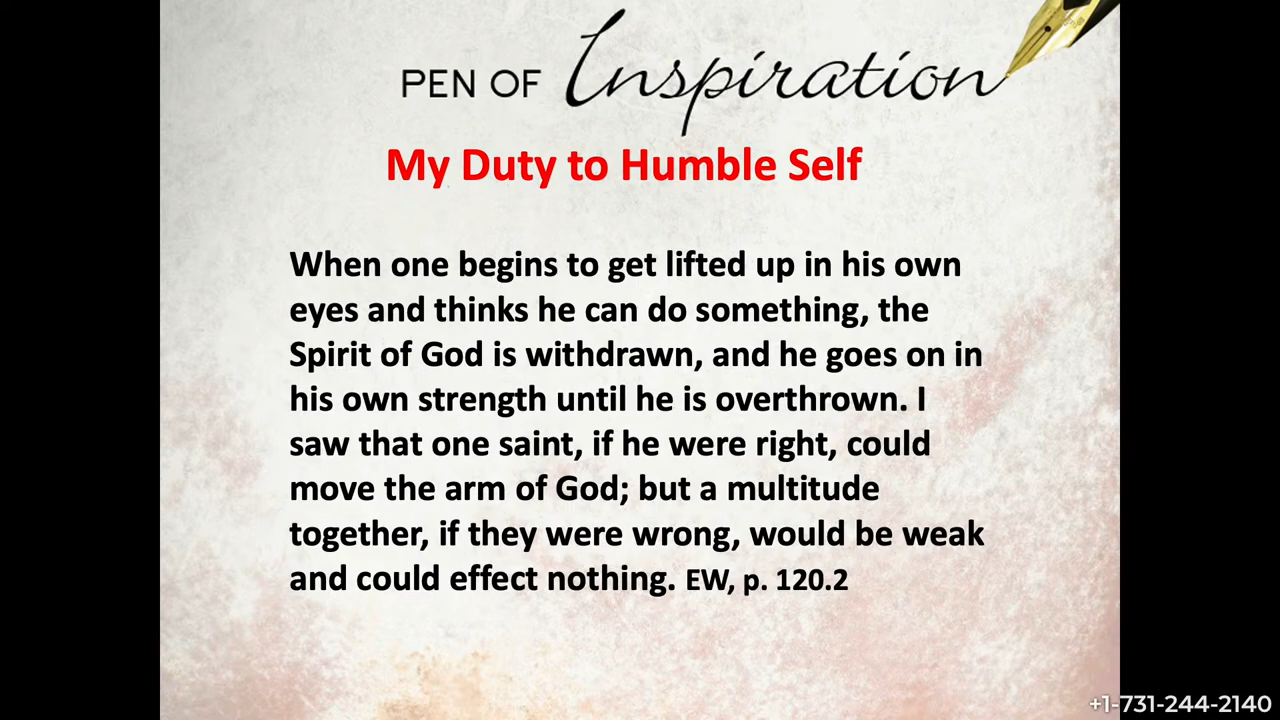 PEN OF Inspiration
My Duty to Humble Self
When one begins to get lifted up in his own
eyes and thinks he can do something, the
Spirit of God is withdrawn, and he goes on in
his own strength until he is overthrown. I
saw that one saint, if he were right, could
move the arm of God; but a multitude
together, if they were wrong, would be weak
and could effect nothing. EW, p. 120.2
+1-731-244-2140